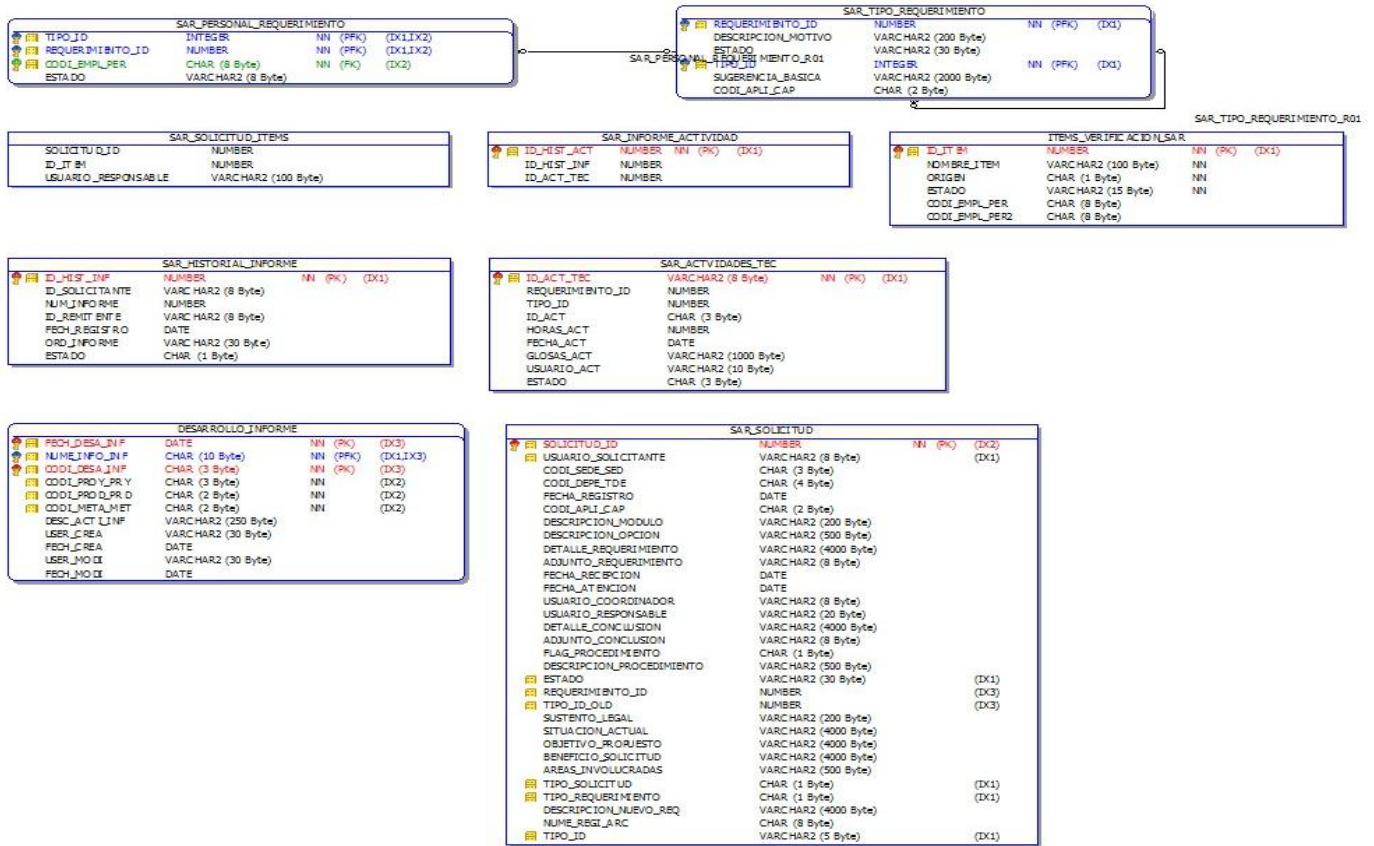 SAR_PERSONAL_REQUERIMIENTO
TIPO_ID INTEGER NN (PFK) (IX1,IX2)
REQUERIMIENTO_ID NUMBER NN (PFK) (IX1,IX2)
CODI_EMPL_PER CHAR (8 Byte) NN (FK) (IX2)
ESTADO VARCHAR2 (8 Byte)
SAR_PERSONAL_REQUERIMIENTO_R01
SAR_TIPO_REQUERIMIENTO
REQUERIMIENTO_ID NUMBER NN (PFK) (IX1)
DESCRIPCION_MOTIVO VARCHAR2 (200 Byte)
ESTADO VARCHAR2 (30 Byte)
TIPO_ID INTEGER NN (PFK) (IX1)
SUGERENCIA_BASICA VARCHAR2 (2000 Byte)
CODI_APLI_CAP CHAR (2 Byte)
SAR_TIPO_REQUERIMIENTO_R01
SAR_SOLICITUD_ITEMS
SOLICITUD_ID NUMBER
ID_ITEM NUMBER
USUARIO_RESPONSABLE VARCHAR2 (100 Byte)
SAR_INFORME_ACTIVIDAD
ID_HIST_ACT NUMBER NN (PK) (IX1)
ID_HIST_INF NUMBER
ID_ACT_TEC NUMBER
ITEMS_VERIFICACION_SAR
ID_ITEM NUMBER NN (PK) (IX1)
NOMBRE_ITEM VARCHAR2 (100 Byte) NN
ORIGEN CHAR (1 Byte) NN
ESTADO VARCHAR2 (15 Byte) NN
CODI_EMPL_PER CHAR (8 Byte)
CODI_EMPL_PER2 CHAR (8 Byte)
SAR_HISTORIAL_INFORME
ID_HIST_INF NUMBER NN (PK) (IX1)
ID_SOLICITANTE VARCHAR2 (8 Byte)
NUM_INFORME NUMBER
ID_REMITENTE VARCHAR2 (8 Byte)
FECH_REGISTRO DATE
ORD_INFORME VARCHAR2 (30 Byte)
ESTADO CHAR (1 Byte)
SAR_ACTVIDADES_TEC
ID_ACT_TEC VARCHAR2 (8 Byte) NN (PK) (IX1)
REQUERIMIENTO_ID NUMBER
TIPO_ID NUMBER
ID_ACT CHAR (3 Byte)
HORAS_ACT NUMBER
FECHA_ACT DATE
GLOSAS_ACT VARCHAR2 (1000 Byte)
USUARIO_ACT VARCHAR2 (10 Byte)
ESTADO CHAR (3 Byte)
DESARROLLO_INFORME
FECH_DESA_INF DATE NN (PK) (IX3)
NUME_INFO_INF CHAR (10 Byte) NN (PFK) (IX1,IX3)
CODI_DESA_INF CHAR (3 Byte) NN (PK) (IX3)
CODI_PROY_PRY CHAR (3 Byte) NN (IX2)
CODI_PROD_PRD CHAR (2 Byte) NN (IX2)
CODI_META_MET CHAR (2 Byte) NN (IX2)
DESC_ACTI_INF VARCHAR2 (250 Byte)
USER_CREA VARCHAR2 (30 Byte)
FECH_CREA DATE
USER_MODI VARCHAR2 (30 Byte)
FECH_MODI DATE
SAR_SOLICITUD
SOLICITUD_ID NUMBER NN (PK) (IX2)
USUARIO_SOLICITANTE VARCHAR2 (8 Byte) (IX1)
CODI_SEDE_SED CHAR (3 Byte)
CODI_DEPE_TDE CHAR (4 Byte)
FECHA_REGISTRO DATE
CODI_APLI_CAP CHAR (2 Byte)
DESCRIPCION_MODULO VARCHAR2 (200 Byte)
DESCRIPCION_OPCION VARCHAR2 (500 Byte)
DETALLE_REQUERIMIENTO VARCHAR2 (4000 Byte)
ADJUNTO_REQUERIMIENTO VARCHAR2 (8 Byte)
FECHA_RECEPCION DATE
FECHA_ATENCION DATE
USUARIO_COORDINADOR VARCHAR2 (8 Byte)
USUARIO_RESPONSABLE VARCHAR2 (20 Byte)
DETALLE_CONCLUSION VARCHAR2 (4000 Byte)
ADJUNTO_CONCLUSION VARCHAR2 (8 Byte)
FLAG_PROCEDIMIENTO CHAR (1 Byte)
DESCRIPCION_PROCEDIMIENTO VARCHAR2 (500 Byte)
ESTADO VARCHAR2 (30 Byte) (IX1)
REQUERIMIENTO_ID NUMBER (IX3)
TIPO_ID_OLD NUMBER (IX3)
SUSTENTO_LEGAL VARCHAR2 (200 Byte)
SITUACION_ACTUAL VARCHAR2 (4000 Byte)
OBJETIVO_PROPUESTO VARCHAR2 (4000 Byte)
BENEFICIO_SOLICITUD VARCHAR2 (4000 Byte)
AREAS_INVOLUCRADAS VARCHAR2 (500 Byte)
TIPO_SOLICITUD CHAR (1 Byte) (IX1)
TIPO_REQUERIMIENTO CHAR (1 Byte) (IX1)
DESCRIPCION_NUEVO_REQ VARCHAR2 (4000 Byte)
NUME_REGI_ARC CHAR (8 Byte)
TIPO_ID VARCHAR2 (5 Byte) (IX1)